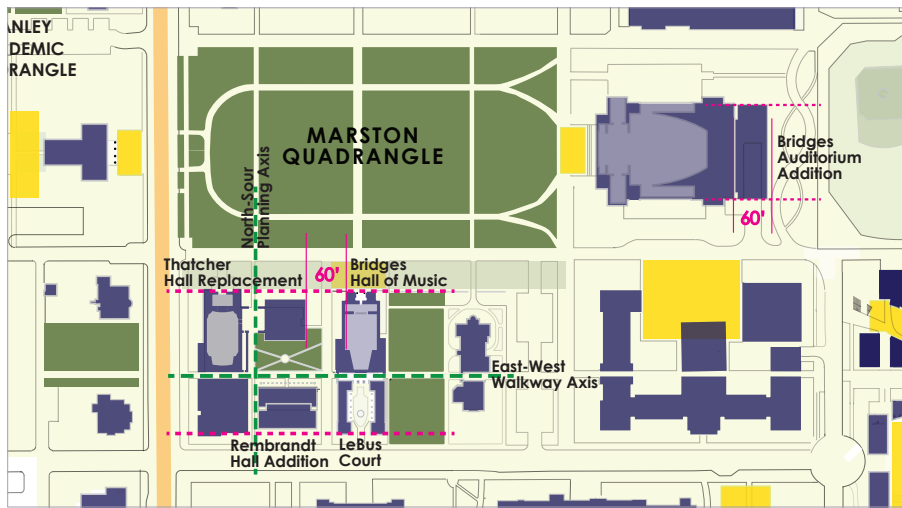 ANLEY
DEMIC
RANGLE
MARSTON
QUADRANGLE
North-Sour
Planning Axis
Bridges
Auditorium
Addition
60'
Thatcher
Hall Replacement
60'
Bridges
Hall of Music
East-West
Walkway Axis
Rembrandt
Hall Addition
LeBus
Court